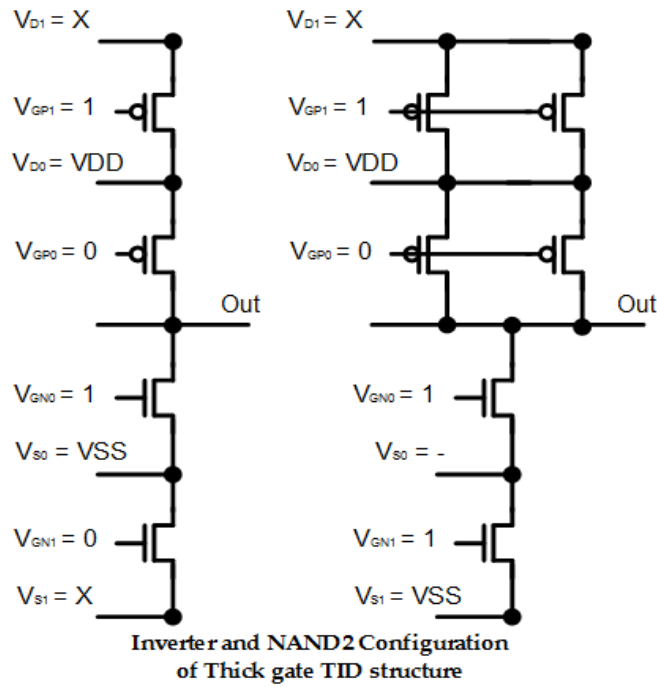 VD1 = X
VGP1 = 1
VD0 = VDD
VGP0 = 0
Out
VGN0 = 1
VS0 = VSS
VGN1 = 0
VS1 = X
VD1 = X
VGP1 = 1
VD0 = VDD
VGP0 = 0
Out
VGN0 = 1
VS0 = -
VGN1 = 1
VS1 = VSS
Inverter and NAND2 Configuration
of Thick gate TID structure